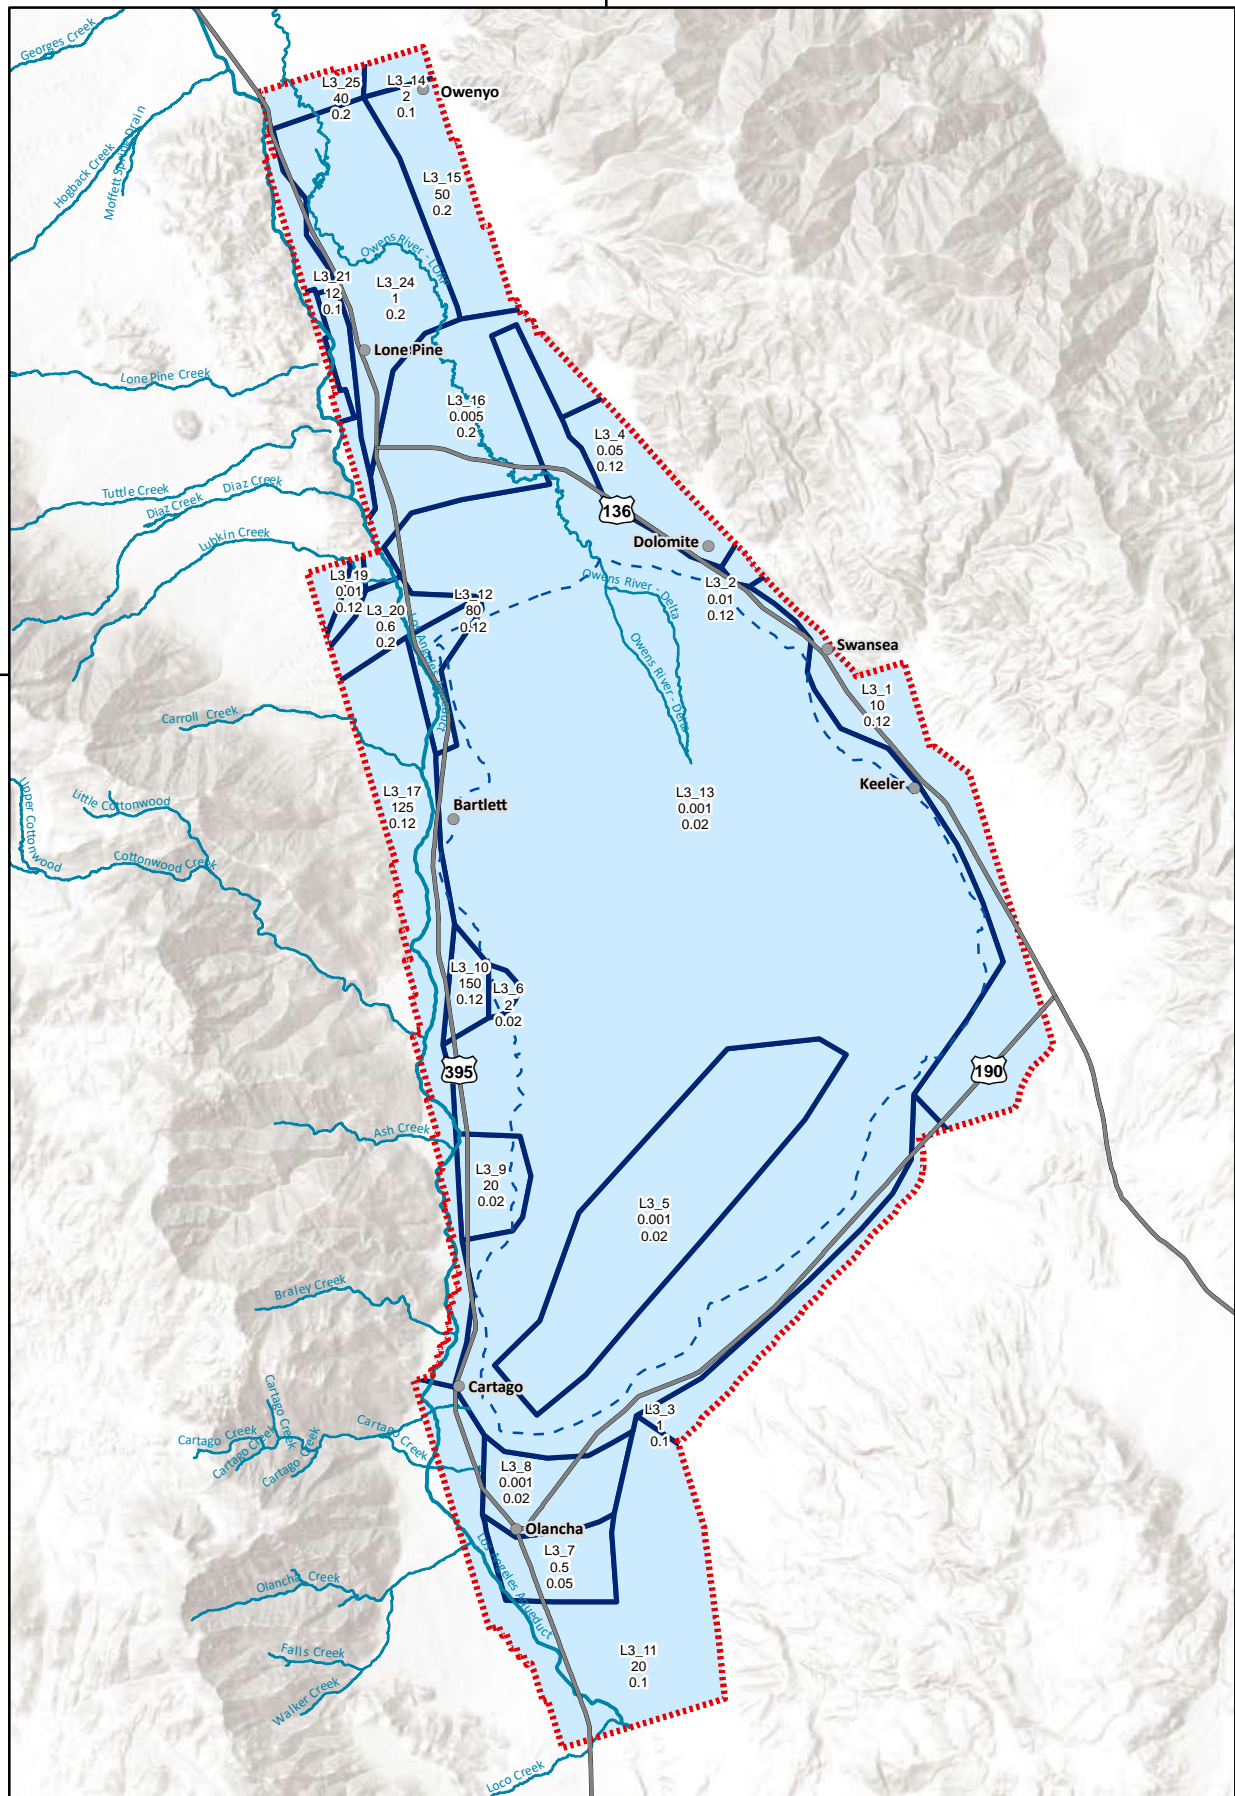 Georges Creek
Hogback Creek
Moffett Spring Drain
L3_25
40
0.2
L3_14
2
0.1
Owenyo
L3_15
50
0.2
Owens River - LORP
L3_21
12
0.1
L3_24
1
0.2
Lone Pine
Lone Pine Creek
L3_16
0.005
0.2
L3_4
0.05
0.12
Tuttle Creek
Diaz Creek
Diaz Creek
Lubkin Creek
136
Dolomite
L3_19
0.01
0.12
L3_20
0.6
0.2
L3_12
80
0.12
Owens River - Delta
Owens River - Delta
L3_2
0.01
0.12
Swansea
Los Angeles Aqueduct
L3_1
10
0.12
Carroll Creek
Keeler
L3_17
125
0.12
Bartlett
L3_13
0.001
0.02
Upper Cottonwood
Little Cottonwood
Cottonwood Creek
L3_10
150
0.12
L3_6
2
0.02
395
190
Ash Creek
L3_9
20
0.02
L3_5
0.001
0.02
Braley Creek
Cartago
Cartago Creek
Cartago Creek
Cartago Creek
Cartago Creek
Cartago Creek
L3_3
1
0.1
L3_8
0.001
0.02
Olancha
L3_7
0.5
0.05
Los Angeles Aqueduct
Olancha Creek
Falls Creek
Walker Creek
L3_11
20
0.1
Loco Creek